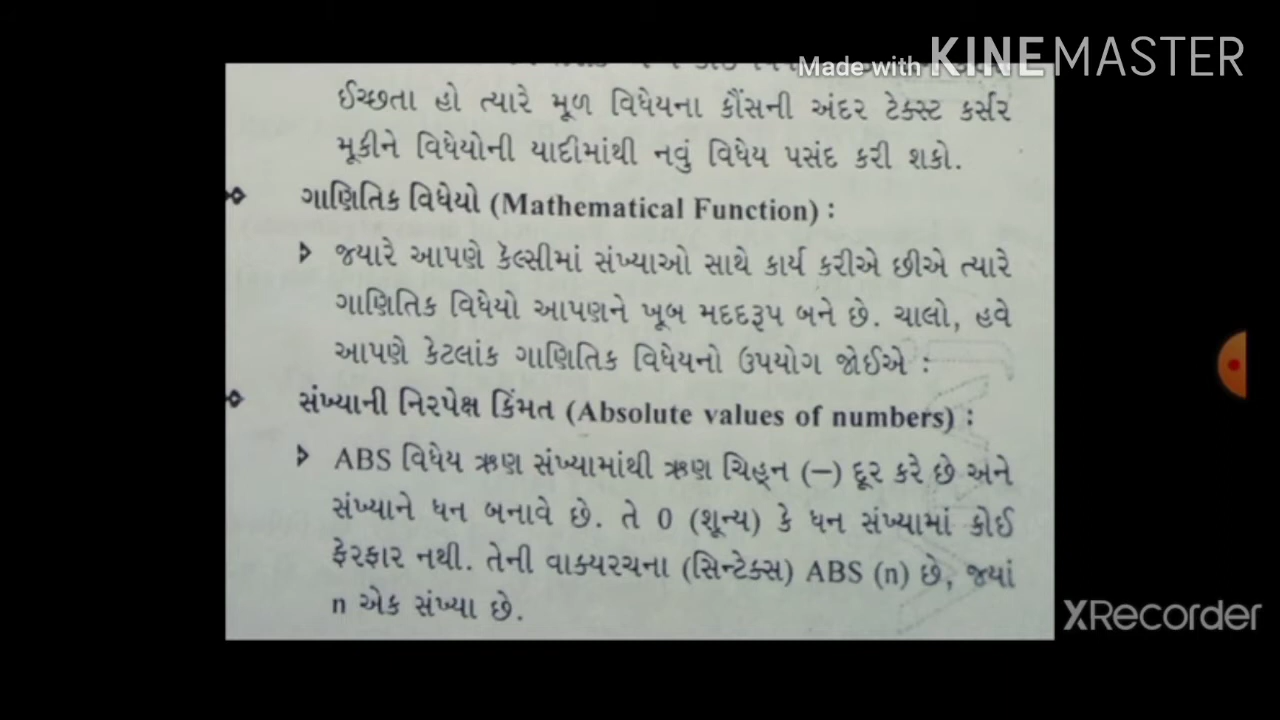 Made with KINEMASTER
ઈચ્છતા હો ત્યારે મૂળ વિધેયના કૌંસની અંદર ટેક્સ્ટ કર્સર
મૂકીને વિધેયોની યાદીમાંથી નવું વિધેય પસંદ કરી શકો.
ગાણિતિક વિધેયો (Mathematical Function) :
જયારે આપણે કેલ્સીમાં સંખ્યાઓ સાથે કાર્ય કરીએ છીએ ત્યારે
ગાણિતિક વિધેયો આપણને ખૂબ મદદરૂપ બને છે. ચાલો, હવે
આપણે કેટલાંક ગાણિતિક વિધેયનો ઉપયોગ જોઈએ :
સંખ્યાની નિરપેક્ષ કિંમત (Absolute values of numbers) :
ABS વિધેય ઋણ સંખ્યામાંથી ઋણ ચિહ્ન (–) દૂર કરે છે અને
સંખ્યાને ધન બનાવે છે. તે 0 (શૂન્ય) કે ધન સંખ્યામાં કોઈ
ફેરફાર નથી. તેની વાક્યરચના (સિન્ટેક્સ) ABS (n) છે, જયાં
n એક સંખ્યા છે.
XRecorder